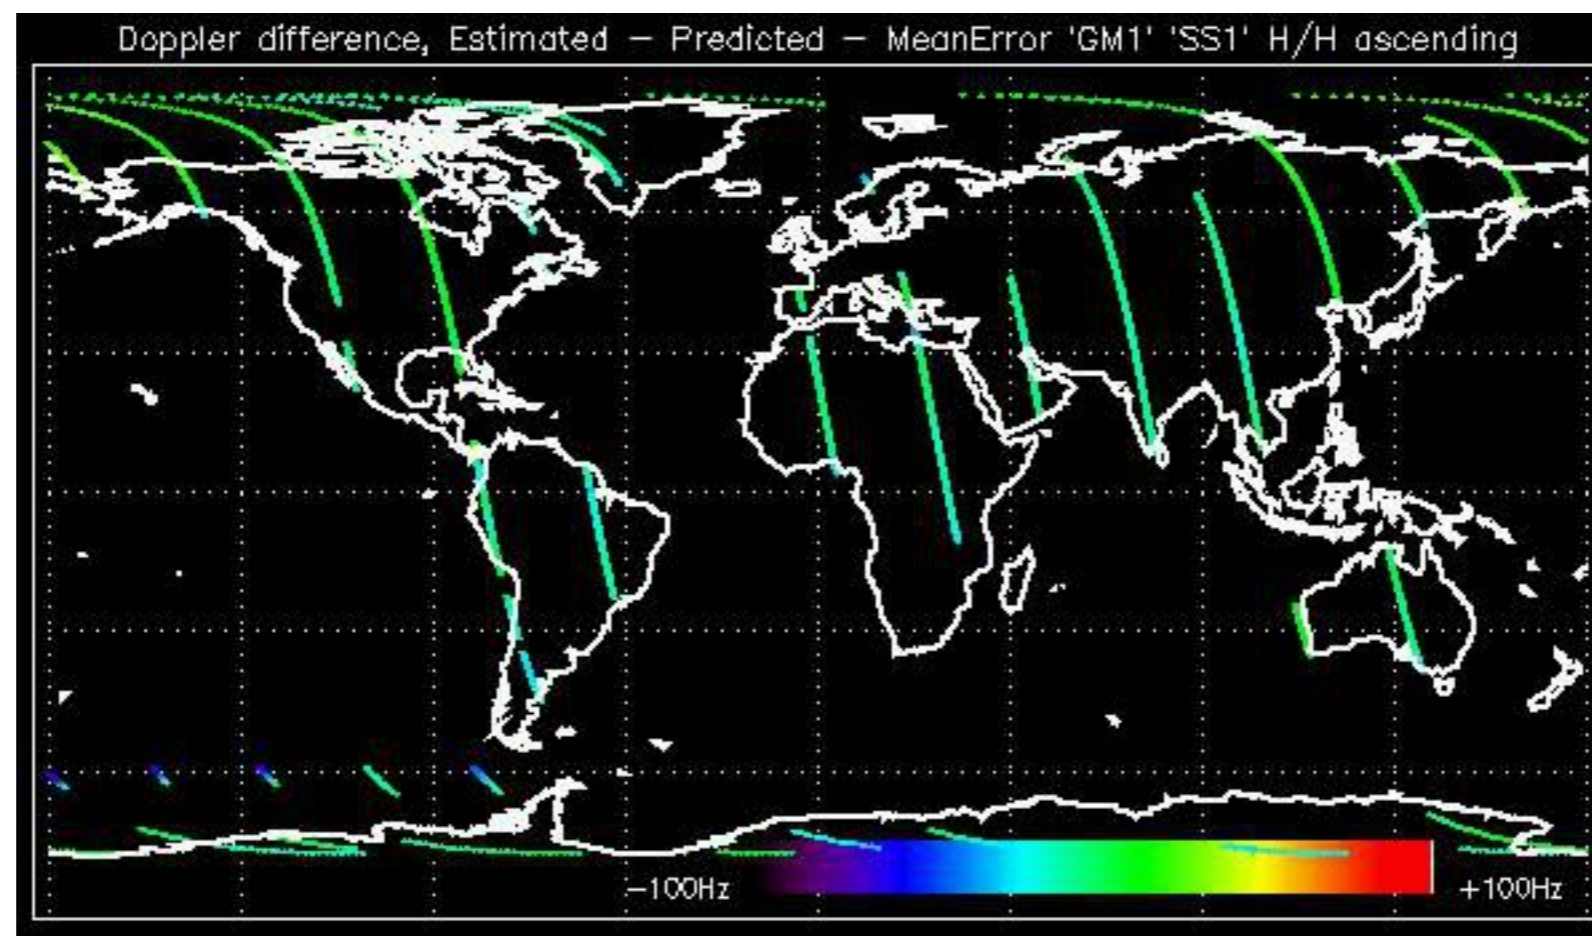 Doppler difference, Estimated – Predicted – MeanError 'GM1' 'SS1' H/H ascending
–100Hz
+100Hz